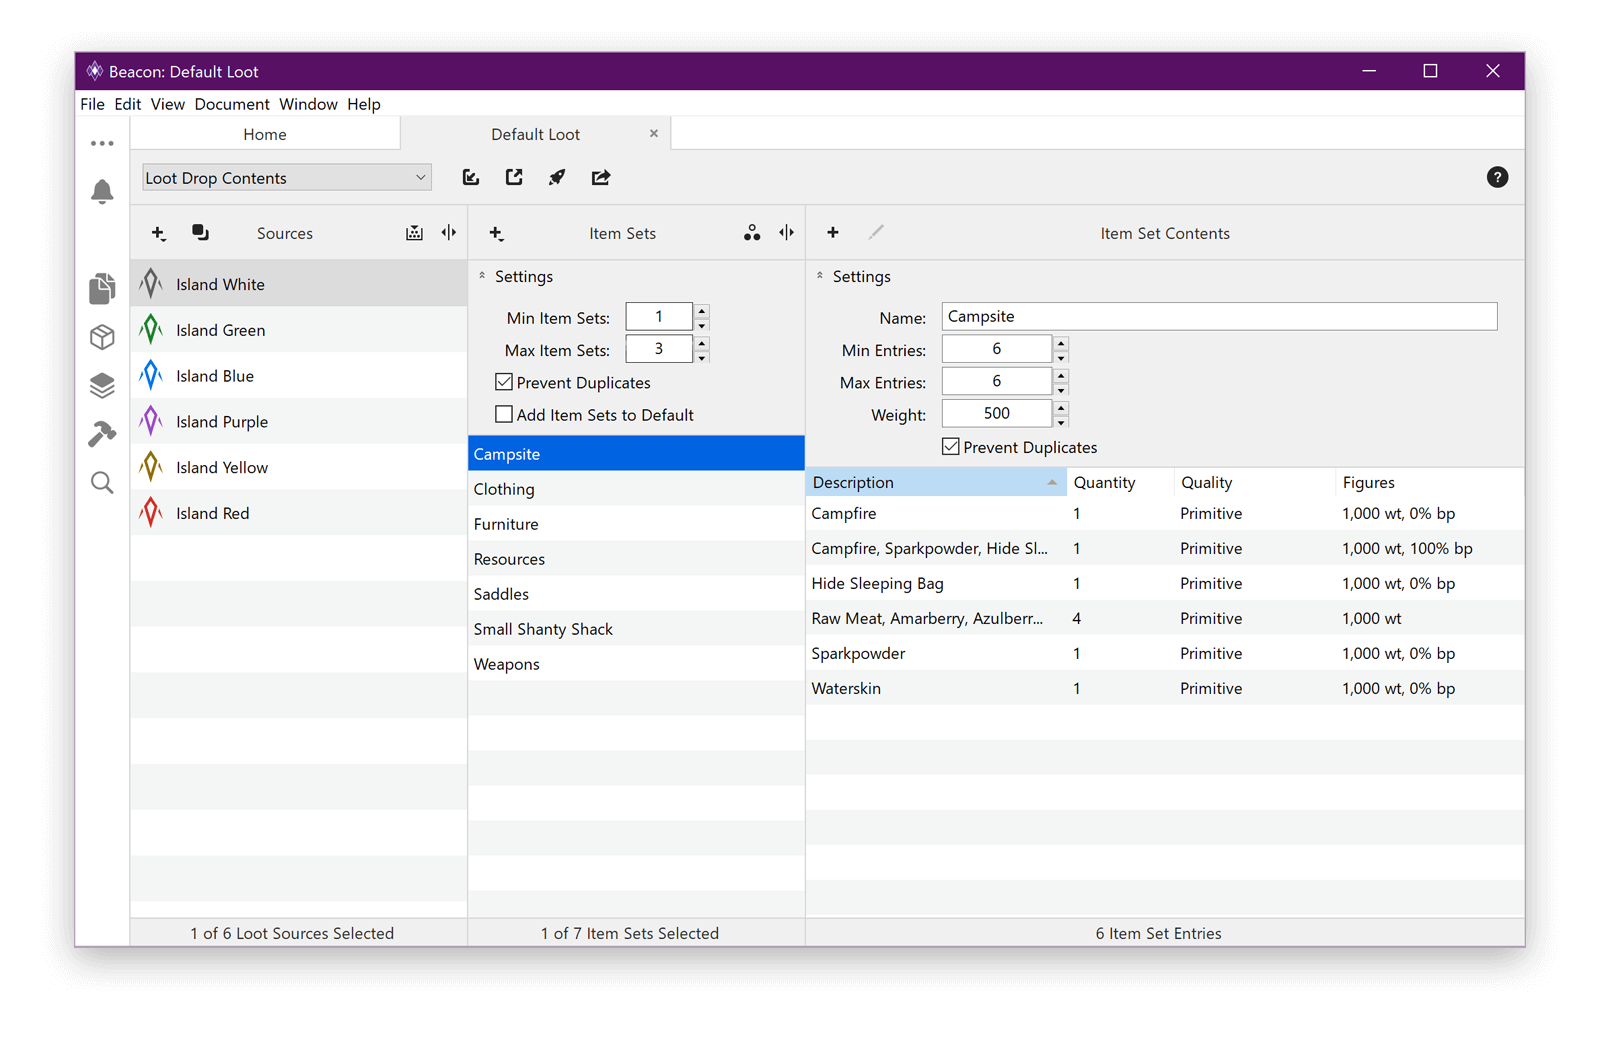 Beacon: Default Loot
File Edit View Document Window Help
Home
Default Loot
Loot Drop Contents
Sources
Island White
Island Green
Island Blue
Island Purple
Island Yellow
Island Red
1 of 6 Loot Sources Selected
Item Sets
Settings
Min Item Sets: 1
Max Item Sets: 3
Prevent Duplicates
Add Item Sets to Default
Campsite
Clothing
Furniture
Resources
Saddles
Small Shanty Shack
Weapons
1 of 7 Item Sets Selected
Item Set Contents
Settings
Name: Campsite
Min Entries: 6
Max Entries: 6
Weight: 500
Prevent Duplicates
Description Quantity Quality Figures
Campfire 1 Primitive 1,000 wt, 0% bp
Campfire, Sparkpowder, Hide Sl... 1 Primitive 1,000 wt, 100% bp
Hide Sleeping Bag 1 Primitive 1,000 wt, 0% bp
Raw Meat, Amarberry, Azulberr... 4 Primitive 1,000 wt
Sparkpowder 1 Primitive 1,000 wt, 0% bp
Waterskin 1 Primitive 1,000 wt, 0% bp
6 Item Set Entries